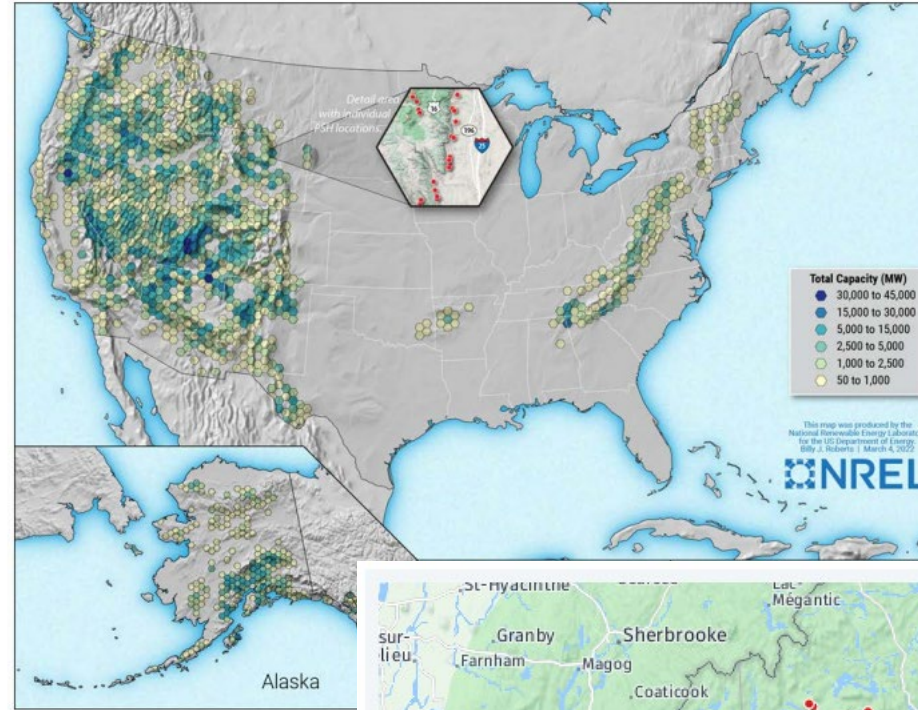 Detail area
with individual
PSH locations.
16
196
25
Total Capacity (MW)
30,000 to 45,000
15,000 to 30,000
5,000 to 15,000
2,500 to 5,000
1,000 to 2,500
50 to 1,000
This map was produced by the
National Renewable Energy Laborato
for the US Department of Energy.
Billy J. Roberts | March 4, 2022
NREL
Alaska
St-Hyacinthe
Lac-
Mégantic
sur-
lieu
Granby
Sherbrooke
Farnham
Magog
Coaticook